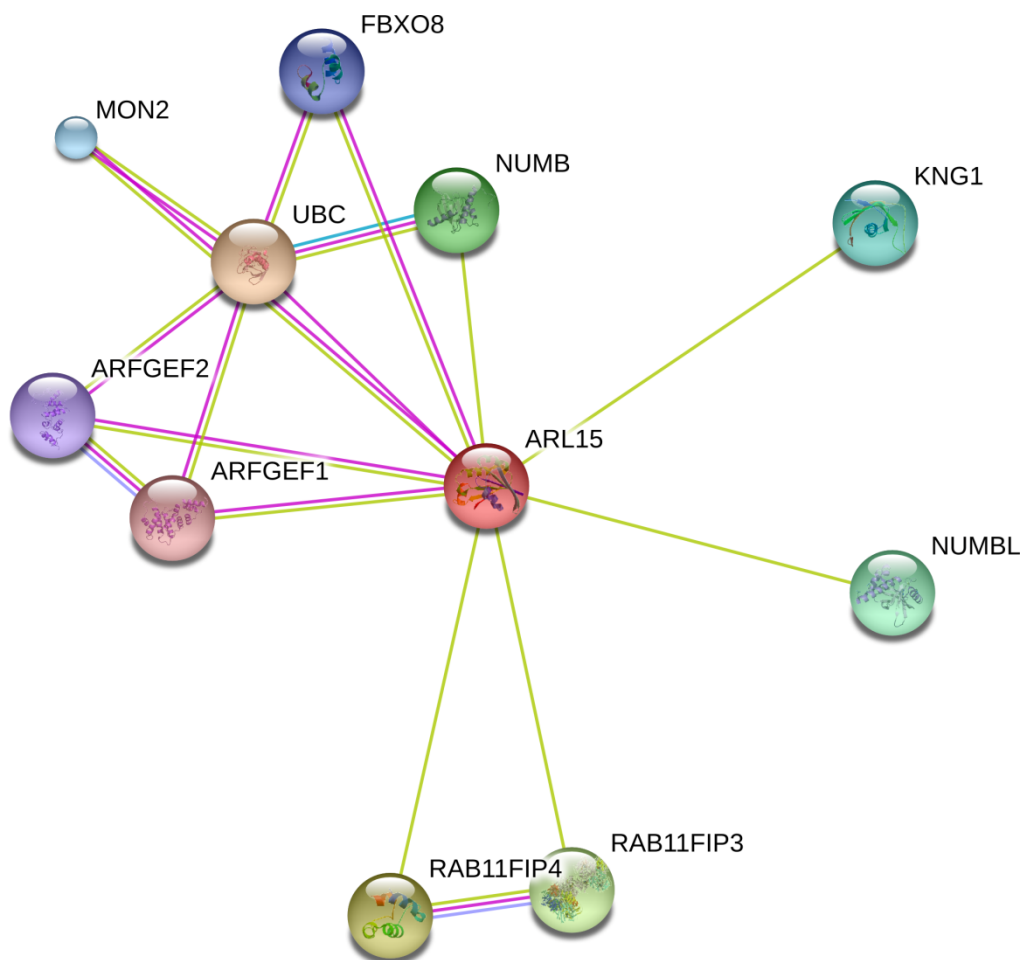 FBXO8
MON2
NUMB
KNG1
UBC
ARFGEF2
ARL15
ARFGEF1
NUMBL
RAB11FIP3
RAB11FIP4